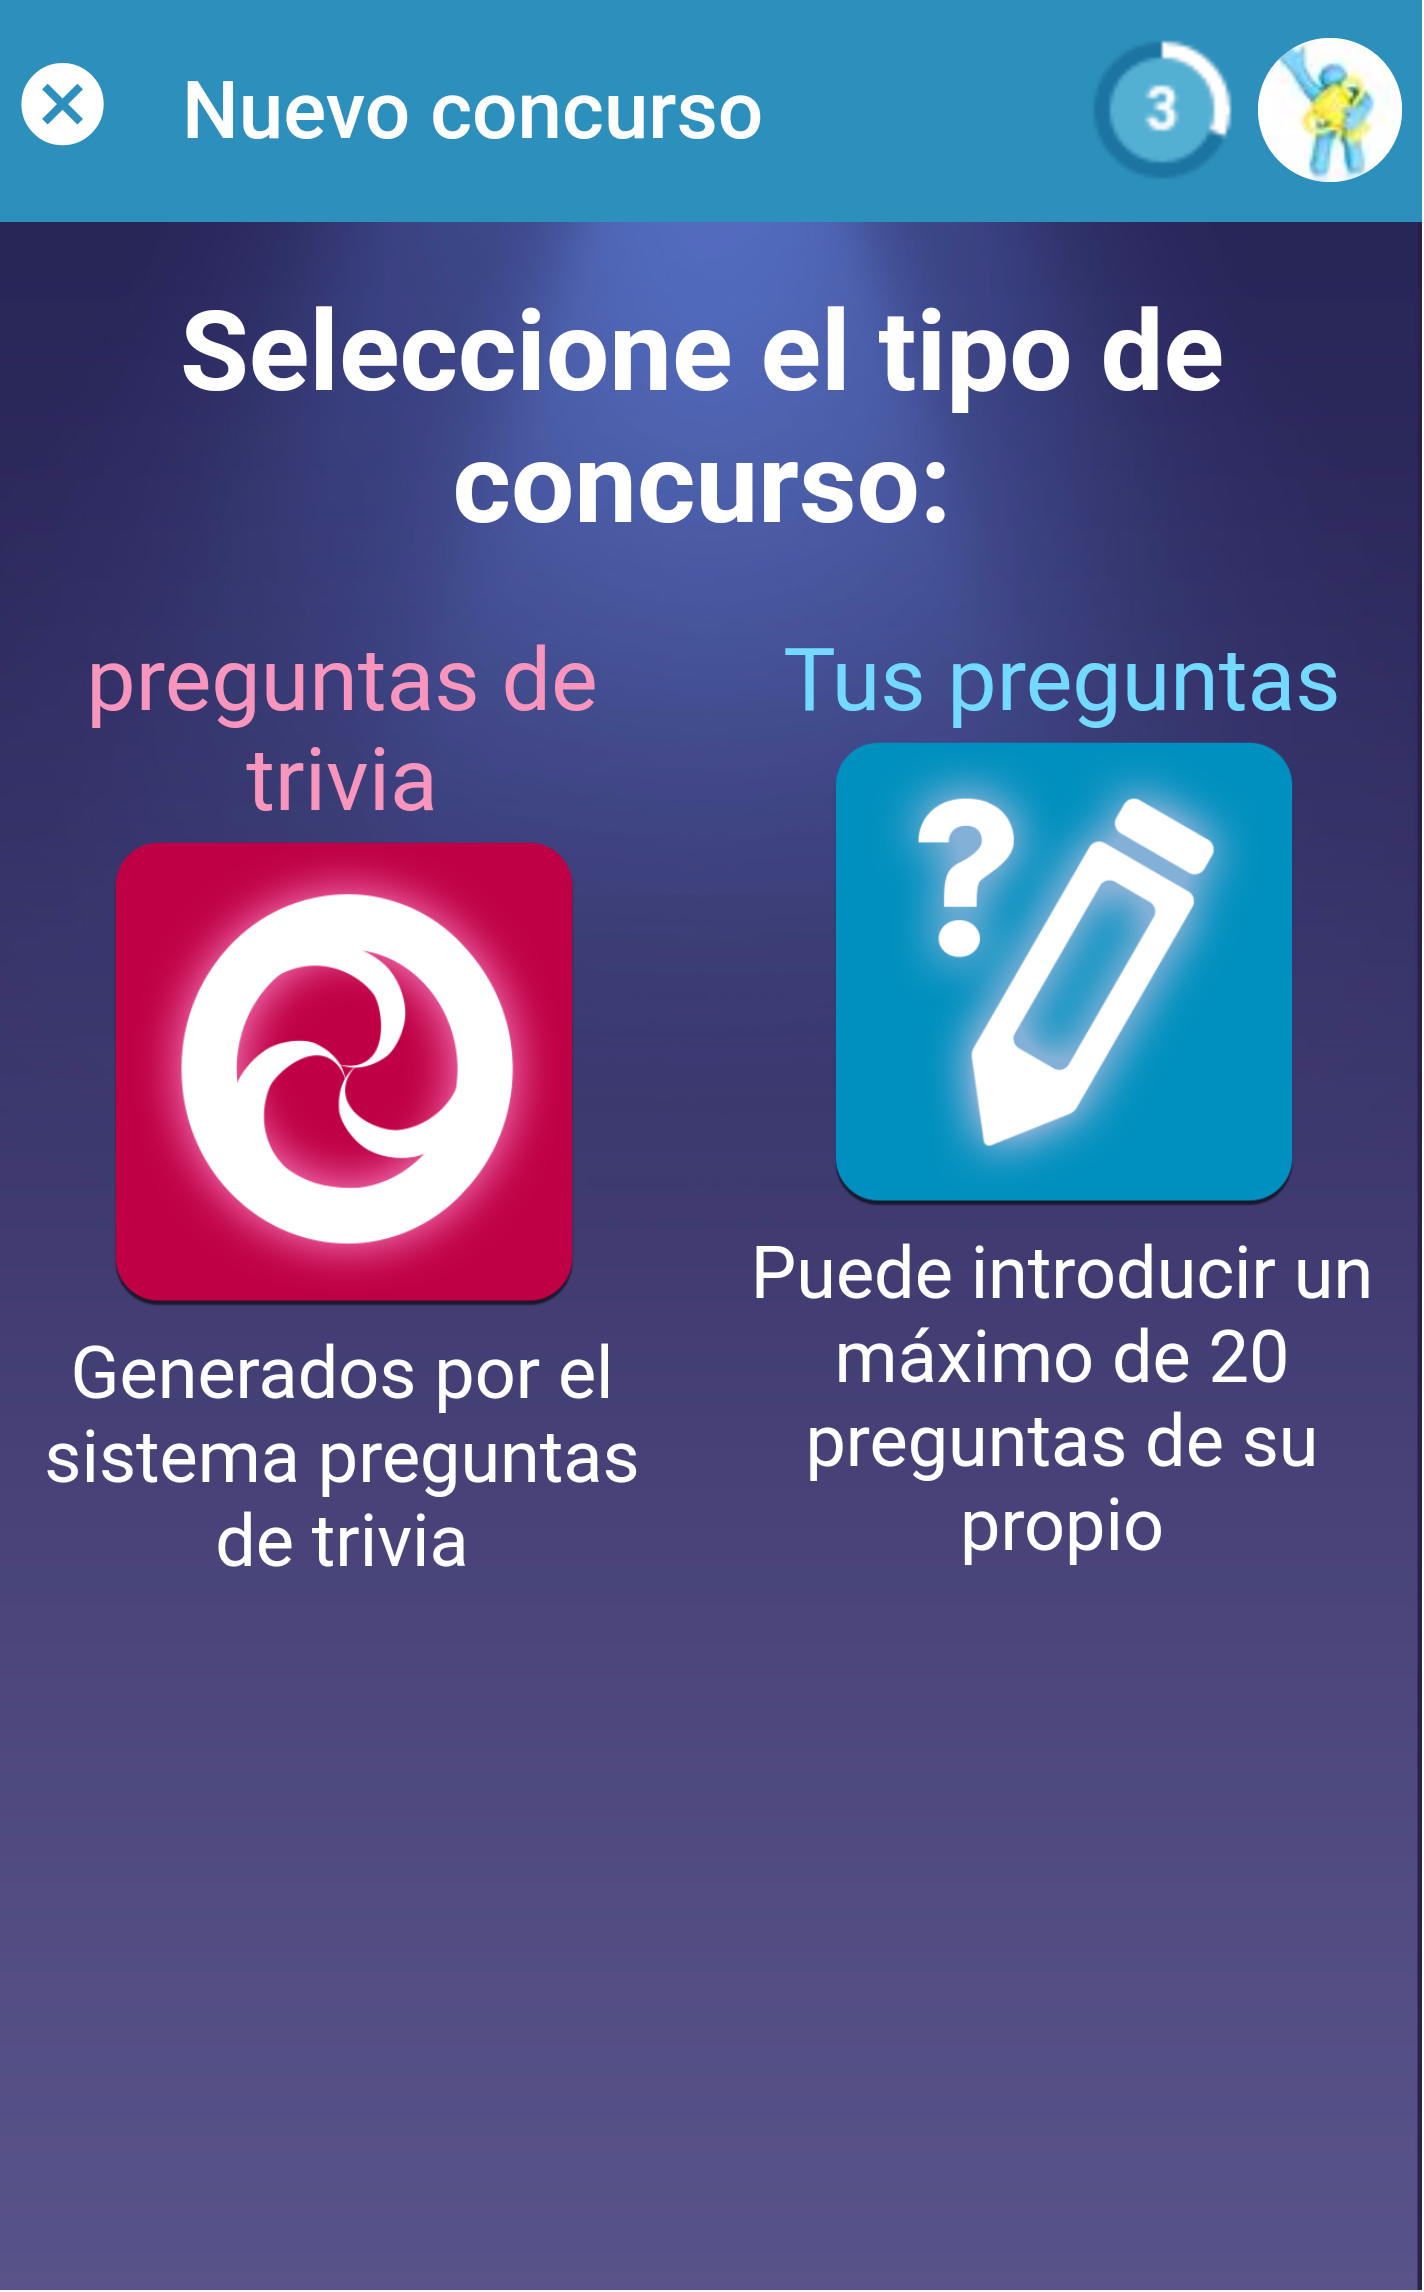 Nuevo concurso
3
Seleccione el tipo de
concurso:
preguntas de
trivia
Generados por el
sistema preguntas
de trivia
Tus preguntas
?
Puede introducir un
máximo de 20
preguntas de su
propio